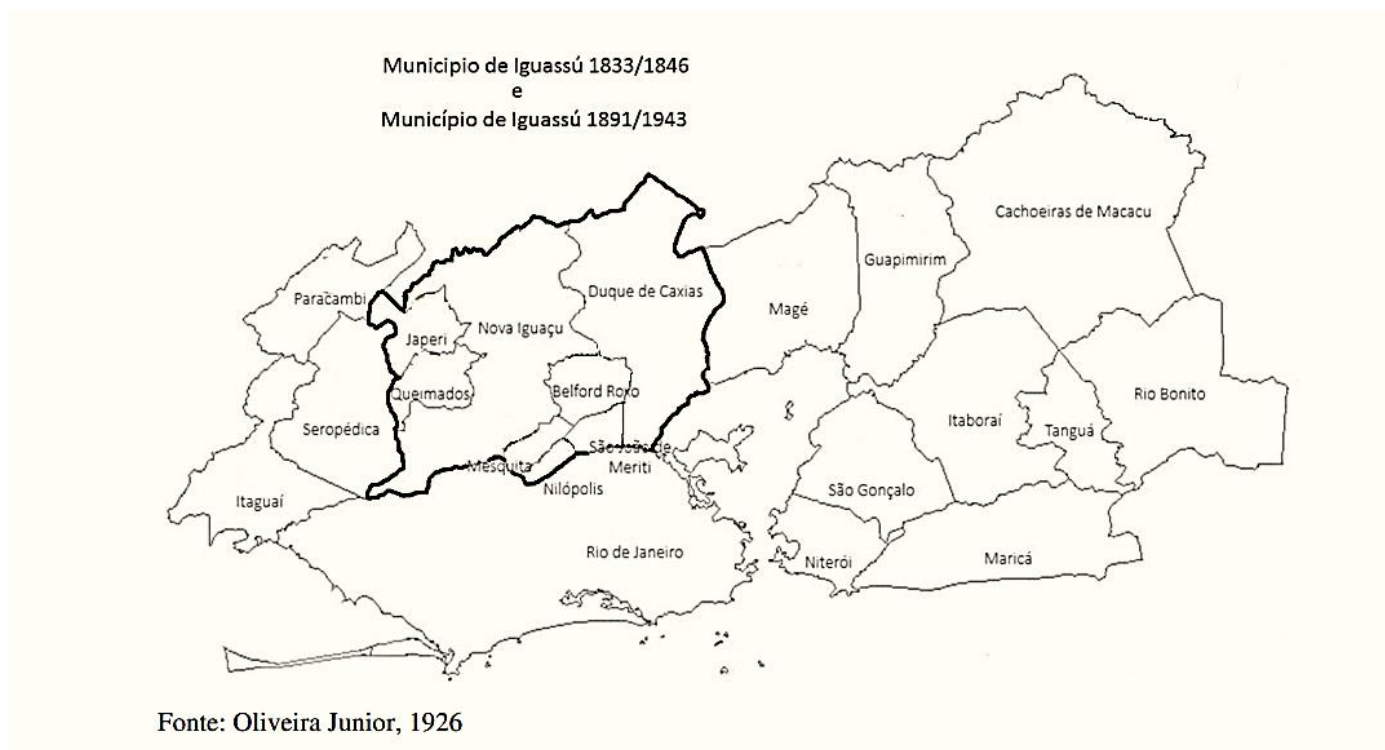 Municipio de Iguassú 1833/1846
e
Município de Iguassú 1891/1943
Cachoeiras de Macacu
Guapimirim
Paracambi
Duque de Caxias
Magé
Nova Iguaçu
Japeri
Queimados
Belford Roxo
Rio Bonito
Itaboraí
Tanguá
Seropédica
São João de
Meriti
Mesquita
Nilópolis
São Gonçalo
Itaguaí
Rio de Janeiro
Niterói
Maricá
Fonte: Oliveira Junior, 1926